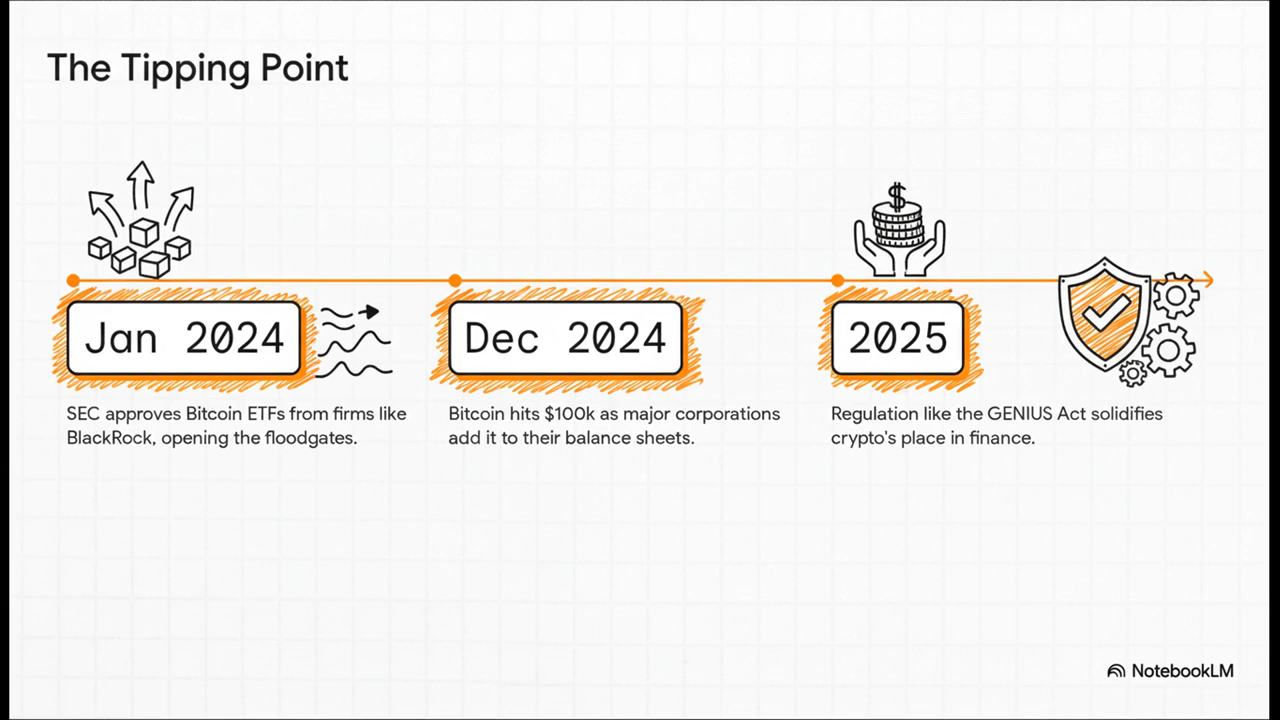 The Tipping Point
Jan 2024
SEC approves Bitcoin ETFs from firms like
BlackRock, opening the floodgates.
Dec 2024
Bitcoin hits $100k as major corporations
add it to their balance sheets.
$
2025
Regulation like the GENIUS Act solidifies
crypto's place in finance.
NotebookLM